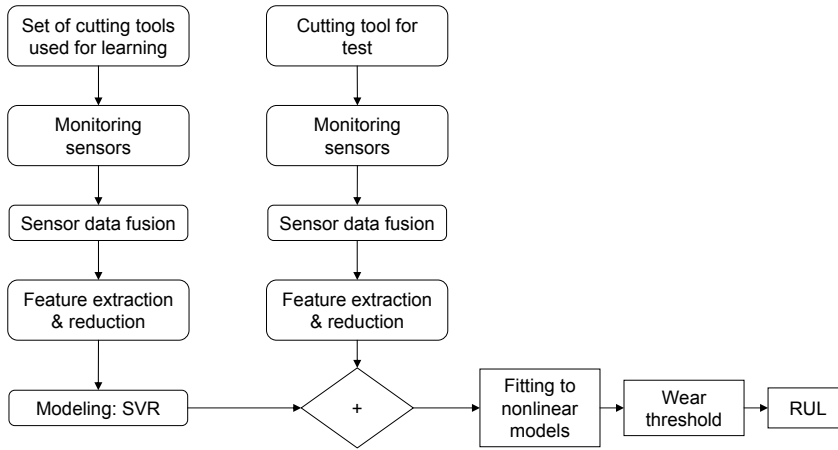 Set of cutting tools
used for learning
Cutting tool for
test
Monitoring
sensors
Monitoring
sensors
Sensor data fusion
Sensor data fusion
Feature extraction
& reduction
Feature extraction
& reduction
Modeling: SVR
+
Fitting to
nonlinear
models
Wear
threshold
RUL